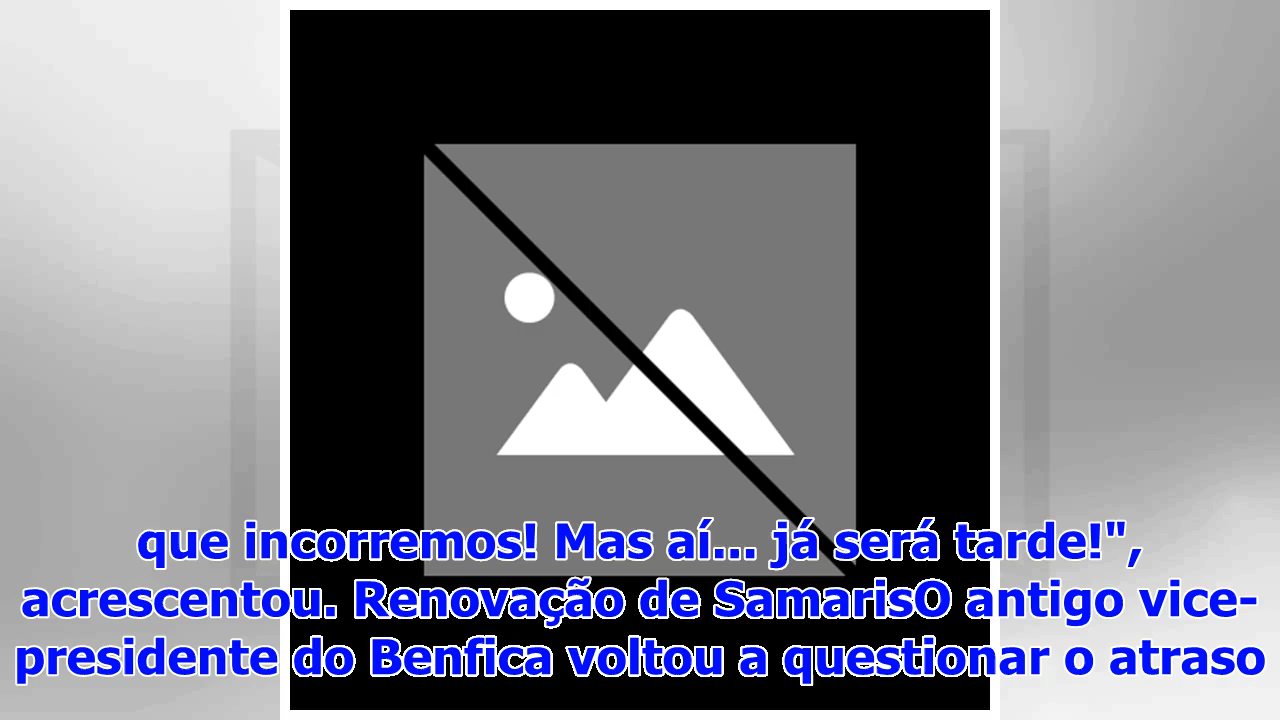 que incorremos! Mas aí... já será tarde!",
acrescentou. Renovação de SamarisO antigo vice-
presidente do Benfica voltou a questionar o atraso